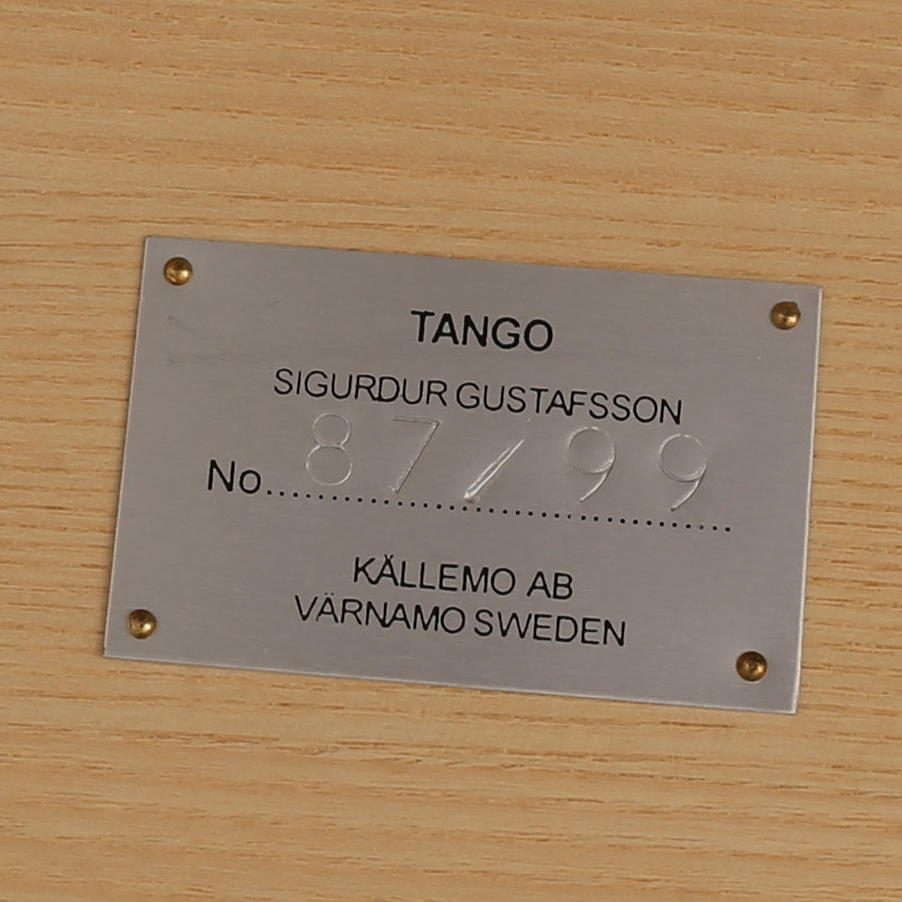 TANGO
SIGURDUR GUSTAFSSON
No. 87/99
KÄLLEMO AB
VÄRNAMO SWEDEN